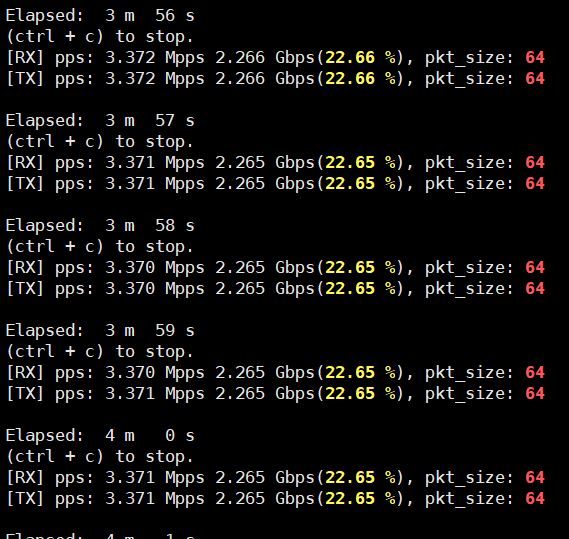 Elapsed:  3 m  56 s
(ctrl + c) to stop.
[RX] pps: 3.372 Mpps 2.266 Gbps(22.66 %), pkt_size: 64
[TX] pps: 3.372 Mpps 2.266 Gbps(22.66 %), pkt_size: 64
Elapsed:  3 m  57 s
(ctrl + c) to stop.
[RX] pps: 3.371 Mpps 2.265 Gbps(22.65 %), pkt_size: 64
[TX] pps: 3.371 Mpps 2.265 Gbps(22.65 %), pkt_size: 64
Elapsed:  3 m  58 s
(ctrl + c) to stop.
[RX] pps: 3.370 Mpps 2.265 Gbps(22.65 %), pkt_size: 64
[TX] pps: 3.370 Mpps 2.265 Gbps(22.65 %), pkt_size: 64
Elapsed:  3 m  59 s
(ctrl + c) to stop.
[RX] pps: 3.370 Mpps 2.265 Gbps(22.65 %), pkt_size: 64
[TX] pps: 3.371 Mpps 2.265 Gbps(22.65 %), pkt_size: 64
Elapsed:  4 m   0 s
(ctrl + c) to stop.
[RX] pps: 3.371 Mpps 2.265 Gbps(22.65 %), pkt_size: 64
[TX] pps: 3.371 Mpps 2.265 Gbps(22.65 %), pkt_size: 64
Elapsed:  4 m   1 s